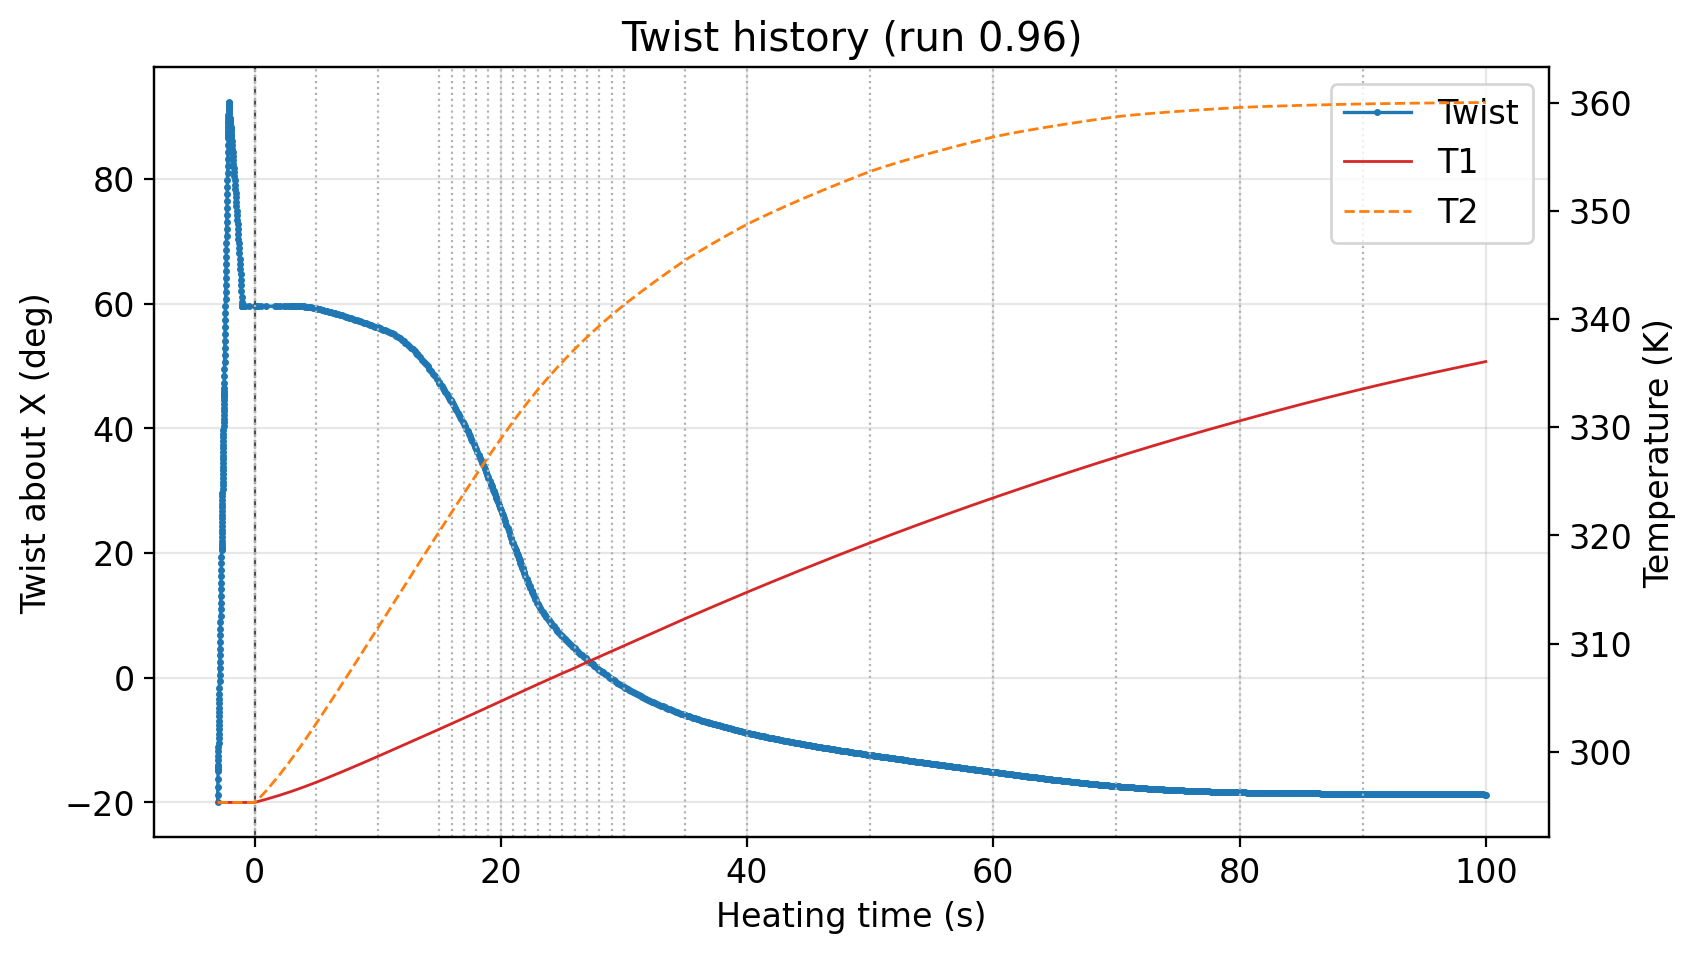 Twist history (run 0.96)
Twist
T1
T2
Twist about X (deg)
80
60
40
20
0
−20
360
350
340
330
320
310
300
Temperature (K)
0
20
40
60
80
100
Heating time (s)